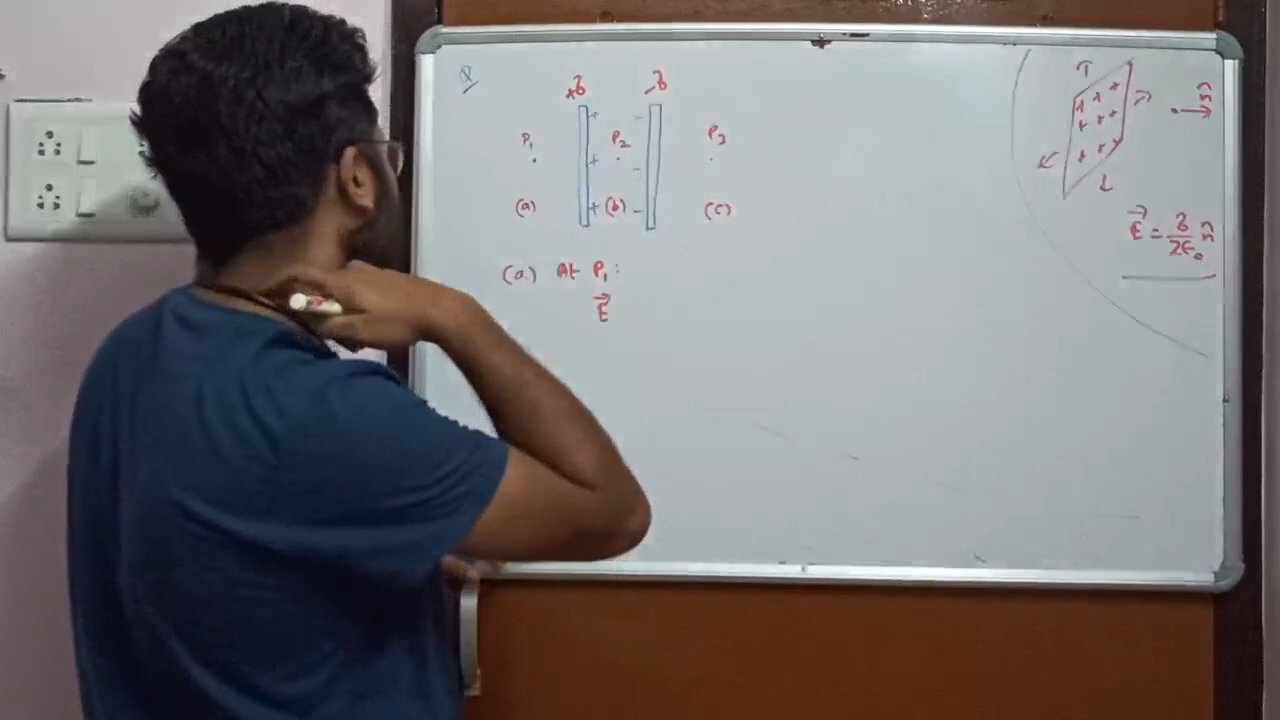 Q
+σ -σ
P₁ P₂ P₃
(a) (b) (c)
(a) At P₁:
E⃗
n̂
E⃗ = σ/2ε₀ n̂